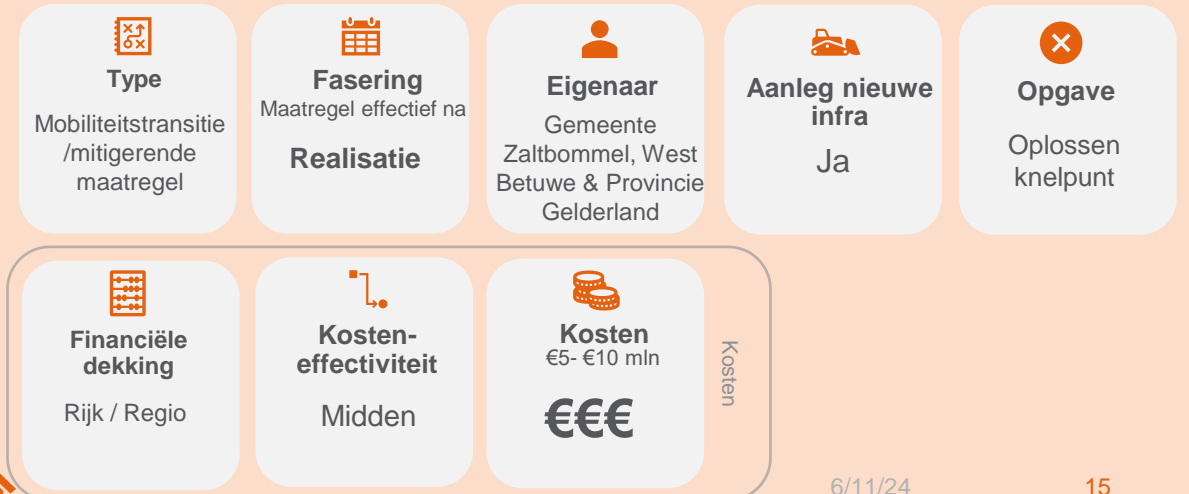 Type
Mobiliteitstransitie
/mitigerende
maatregel
Fasering
Maatregel effectief na
Realisatie
Eigenaar
Gemeente
Zaltbommel, West
Betuwe & Provincie
Gelderland
Aanleg nieuwe
infra
Ja
Opgave
Oplossen
knelpunt
Financiële
dekking
Rijk / Regio
Kosten-
effectiviteit
Midden
Kosten
€5- €10 mln
€€€
Kosten
6/11/24
15